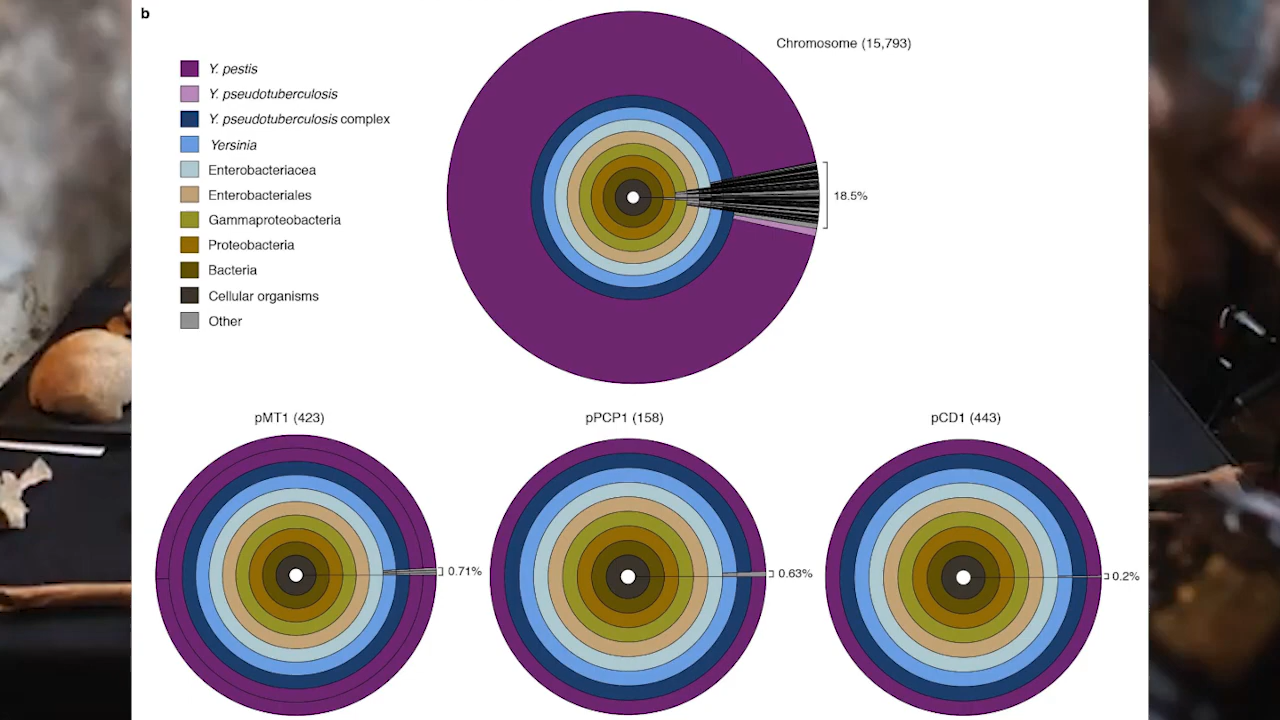 b
Chromosome (15,793)
Y. pestis
Y. pseudotuberculosis
Y. pseudotuberculosis complex
Yersinia
Enterobacteriacea
Enterobacteriales
Gammaproteobacteria
Proteobacteria
Bacteria
Cellular organisms
Other
18.5%
pMT1 (423)
pPCP1 (158)
pCD1 (443)
0.71%
0.63%
0.2%